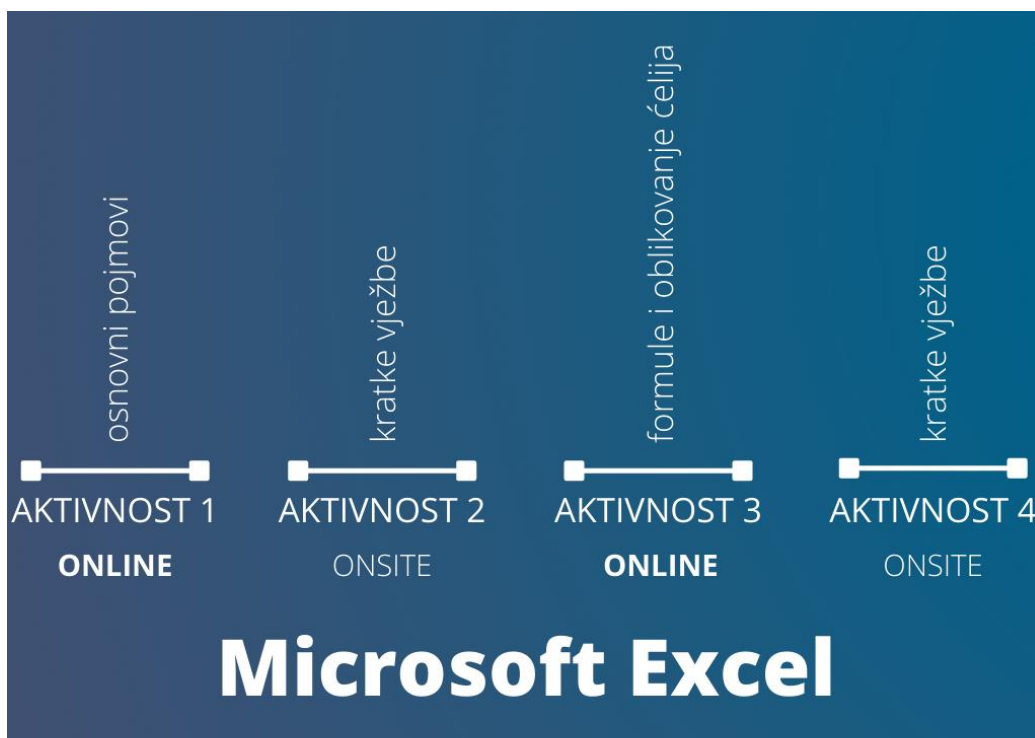 osnovni pojmovi
AKTIVNOST 1
ONLINE
kratke vježbe
AKTIVNOST 2
ONSITE
formule i oblikovanje ćelija
AKTIVNOST 3
ONLINE
kratke vježbe
AKTIVNOST 4
ONSITE
Microsoft Excel